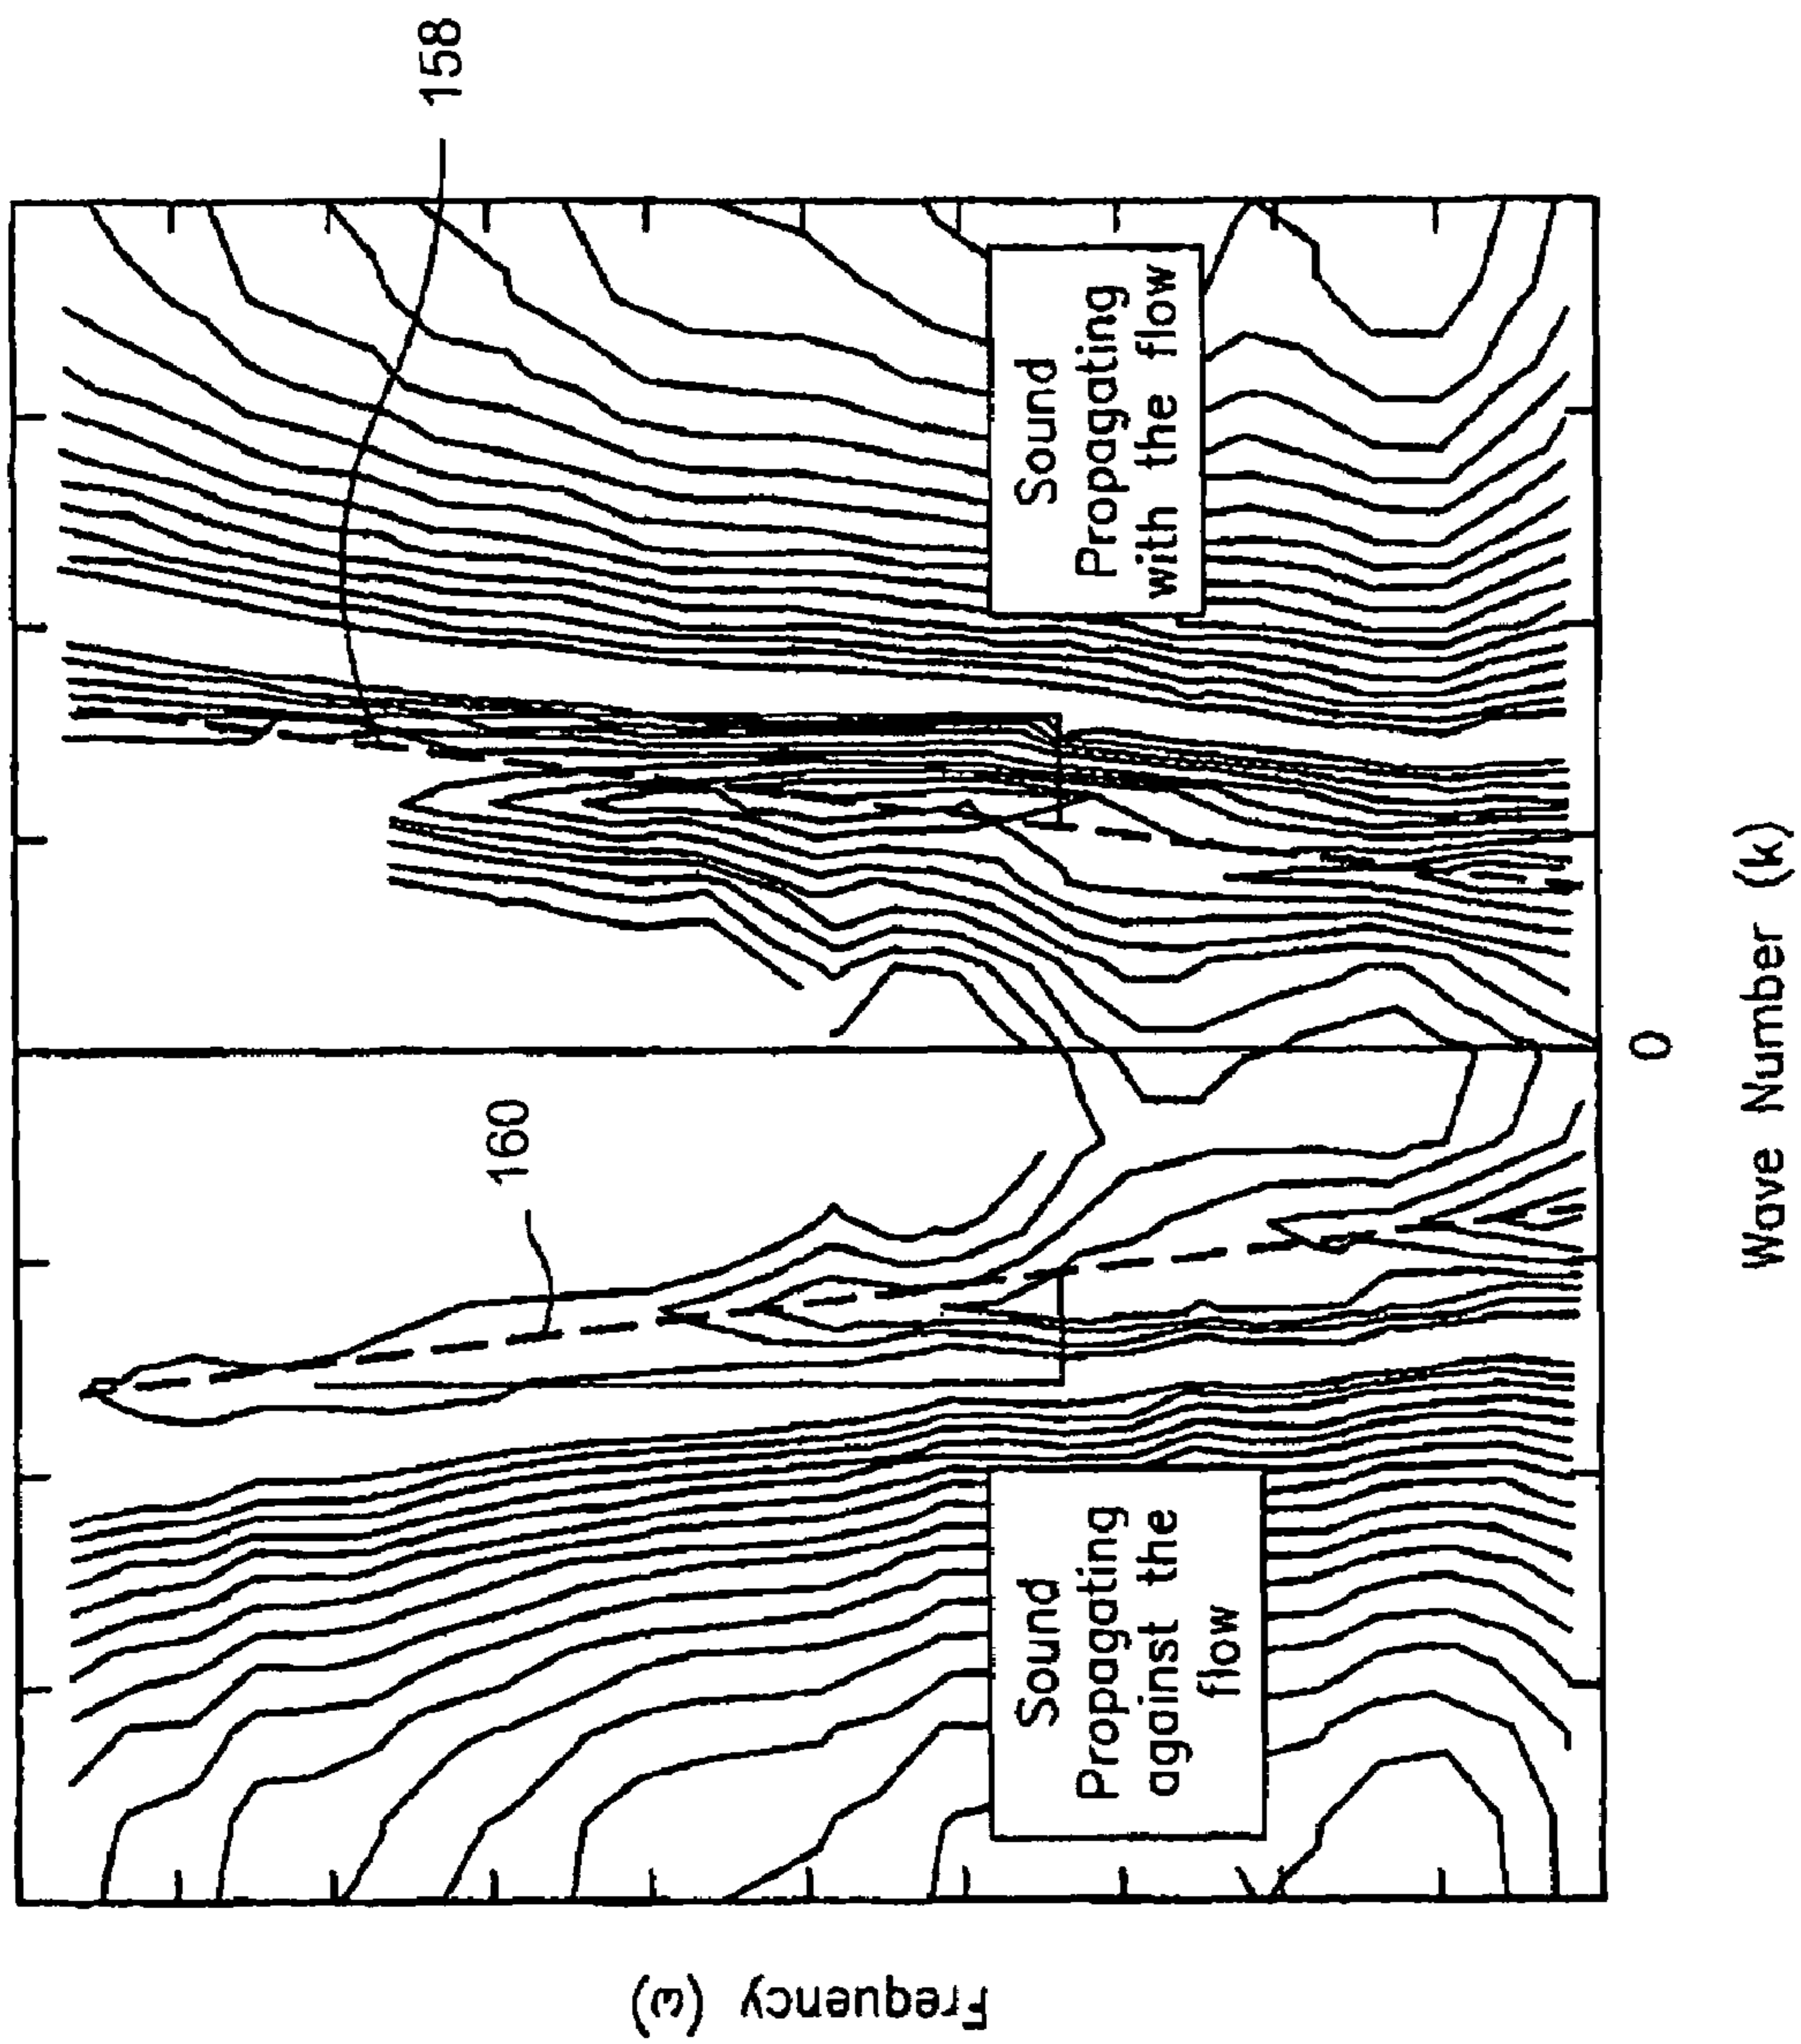 158
160
Sound
Propagating
with the flow
Sound
Propagating
against the
flow
Frequency (ω)
0
Wave Number (k)